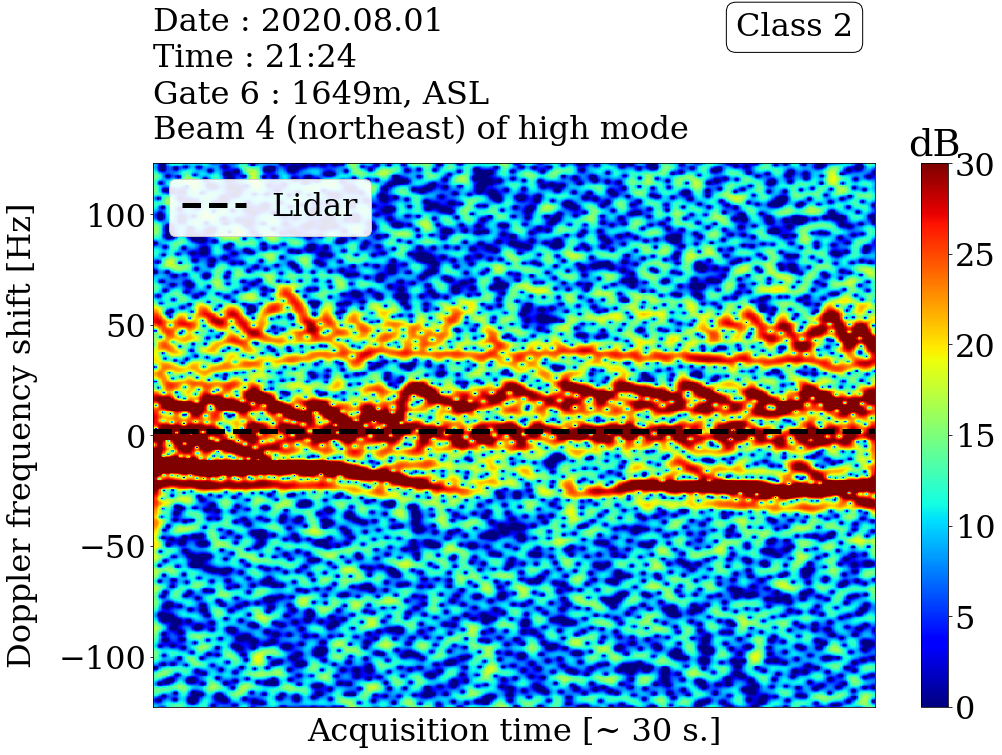 Date : 2020.08.01
Time : 21:24
Gate 6 : 1649m, ASL
Beam 4 (northeast) of high mode
Class 2
dB
Lidar
Doppler frequency shift [Hz]
100
50
0
−50
−100
Acquisition time [~ 30 s.]
30
25
20
15
10
5
0